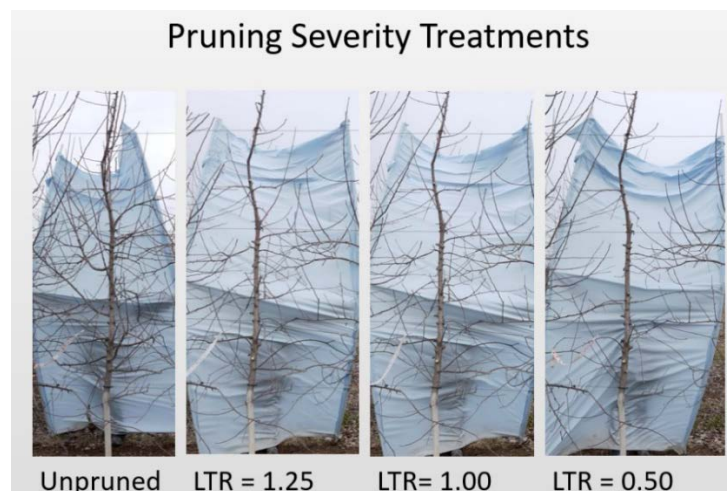 Pruning Severity Treatments
Unpruned LTR = 1.25 LTR= 1.00 LTR = 0.50